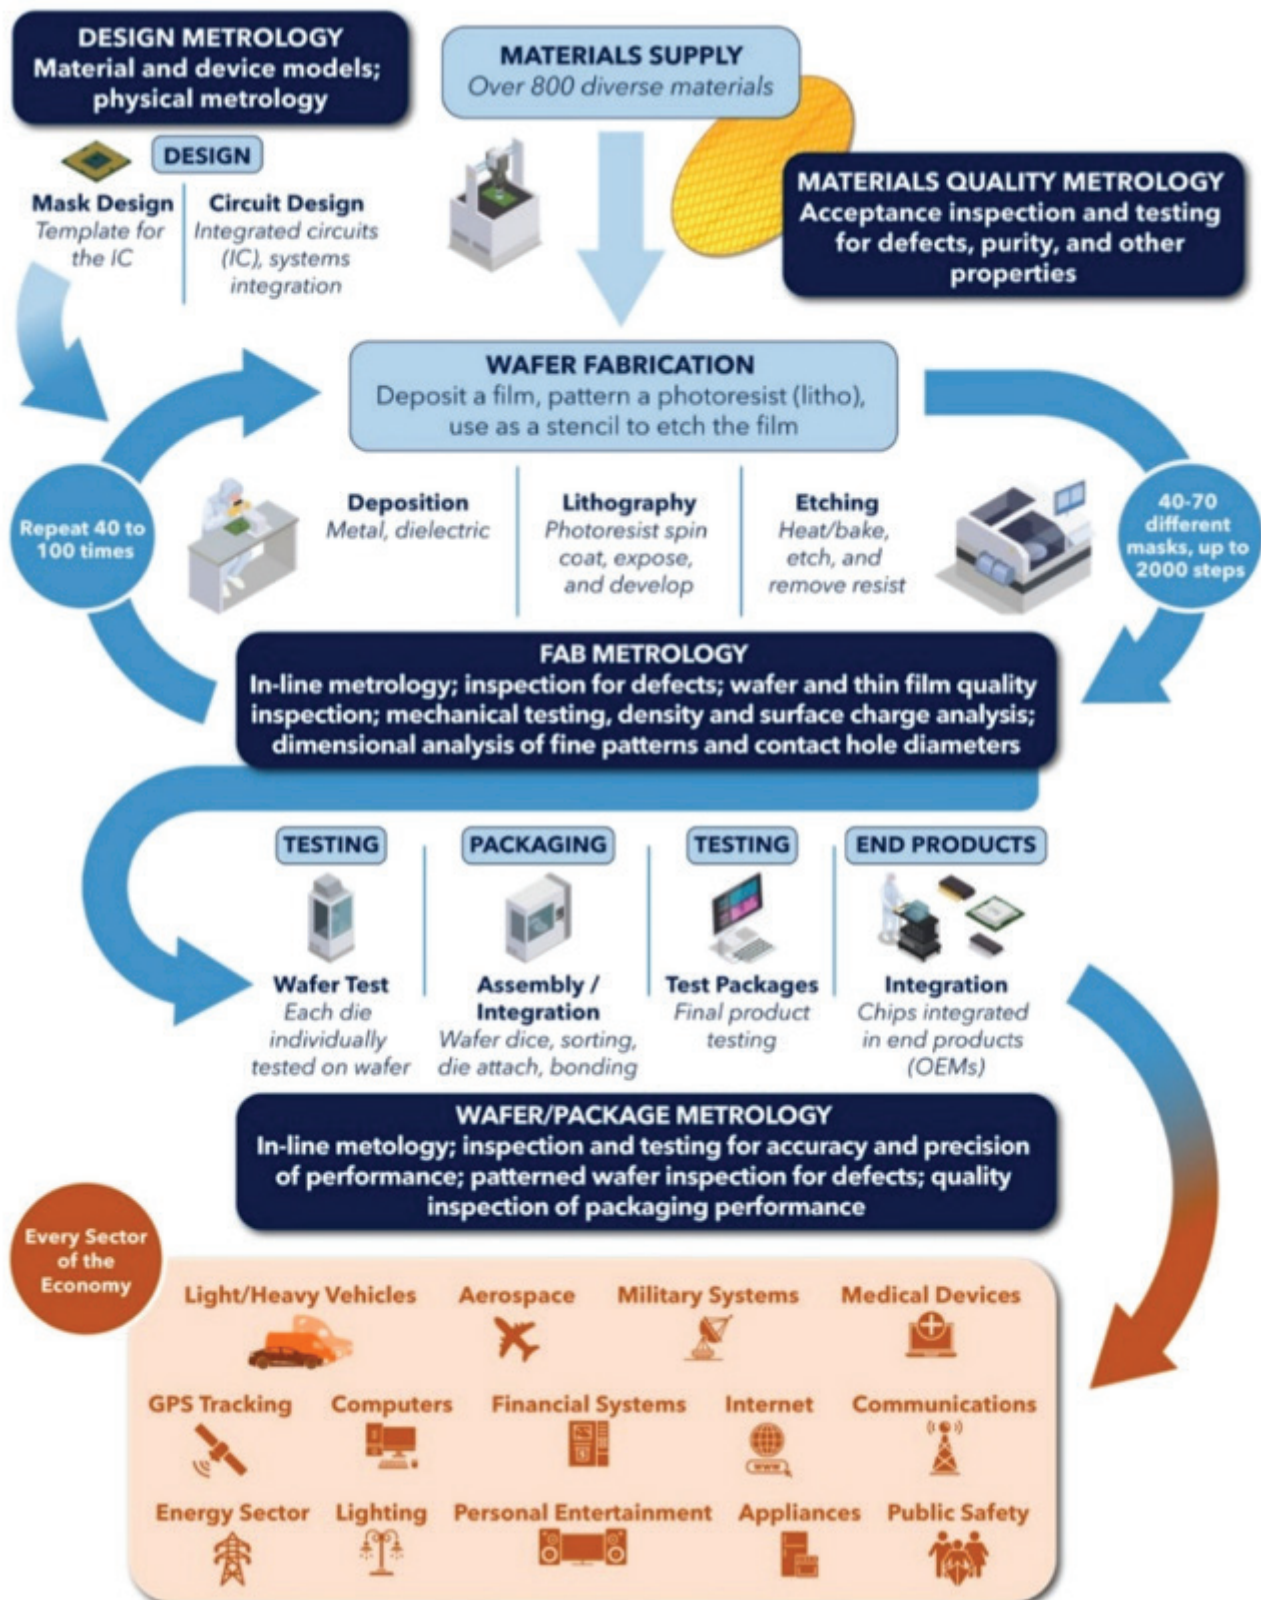 DESIGN METROLOGY
Material and device models;
physical metrology
MATERIALS SUPPLY
Over 800 diverse materials
DESIGN
Mask Design
Template for
the IC
Circuit Design
Integrated circuits
(IC), systems
integration
MATERIALS QUALITY METROLOGY
Acceptance inspection and testing
for defects, purity, and other
properties
WAFER FABRICATION
Deposit a film, pattern a photoresist (litho),
use as a stencil to etch the film
Repeat 40 to
100 times
Deposition
Metal, dielectric
Lithography
Photoresist spin
coat, expose,
and develop
Etching
Heat/bake,
etch, and
remove resist
40-70
different
masks, up to
2000 steps
FAB METROLOGY
In-line metrology; inspection for defects; wafer and thin film quality
inspection; mechanical testing, density and surface charge analysis;
dimensional analysis of fine patterns and contact hole diameters
TESTING
Wafer Test
Each die
individually
tested on wafer
PACKAGING
Assembly /
Integration
Wafer dice, sorting,
die attach, bonding
TESTING
Test Packages
Final product
testing
END PRODUCTS
Integration
Chips integrated
in end products
(OEMs)
WAFER/PACKAGE METROLOGY
In-line metology; inspection and testing for accuracy and precision
of performance; patterned wafer inspection for defects; quality
inspection of packaging performance
Every Sector
of the
Economy
Light/Heavy Vehicles
Aerospace
Military Systems
Medical Devices
GPS Tracking
Computers
Financial Systems
Internet
www
Communications
Energy Sector
Lighting
Personal Entertainment
Appliances
Public Safety